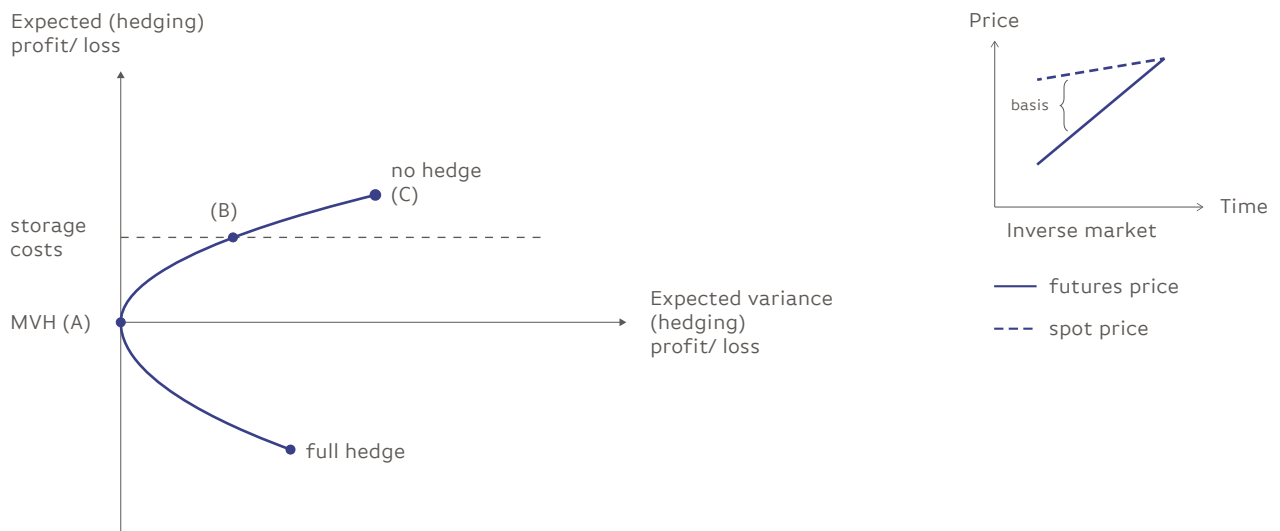 Expected (hedging)
profit/ loss
no hedge
(C)
(B)
storage
costs
MVH (A)
Expected variance
(hedging)
profit/ loss
full hedge
Price
basis
Time
Inverse market
futures price
spot price